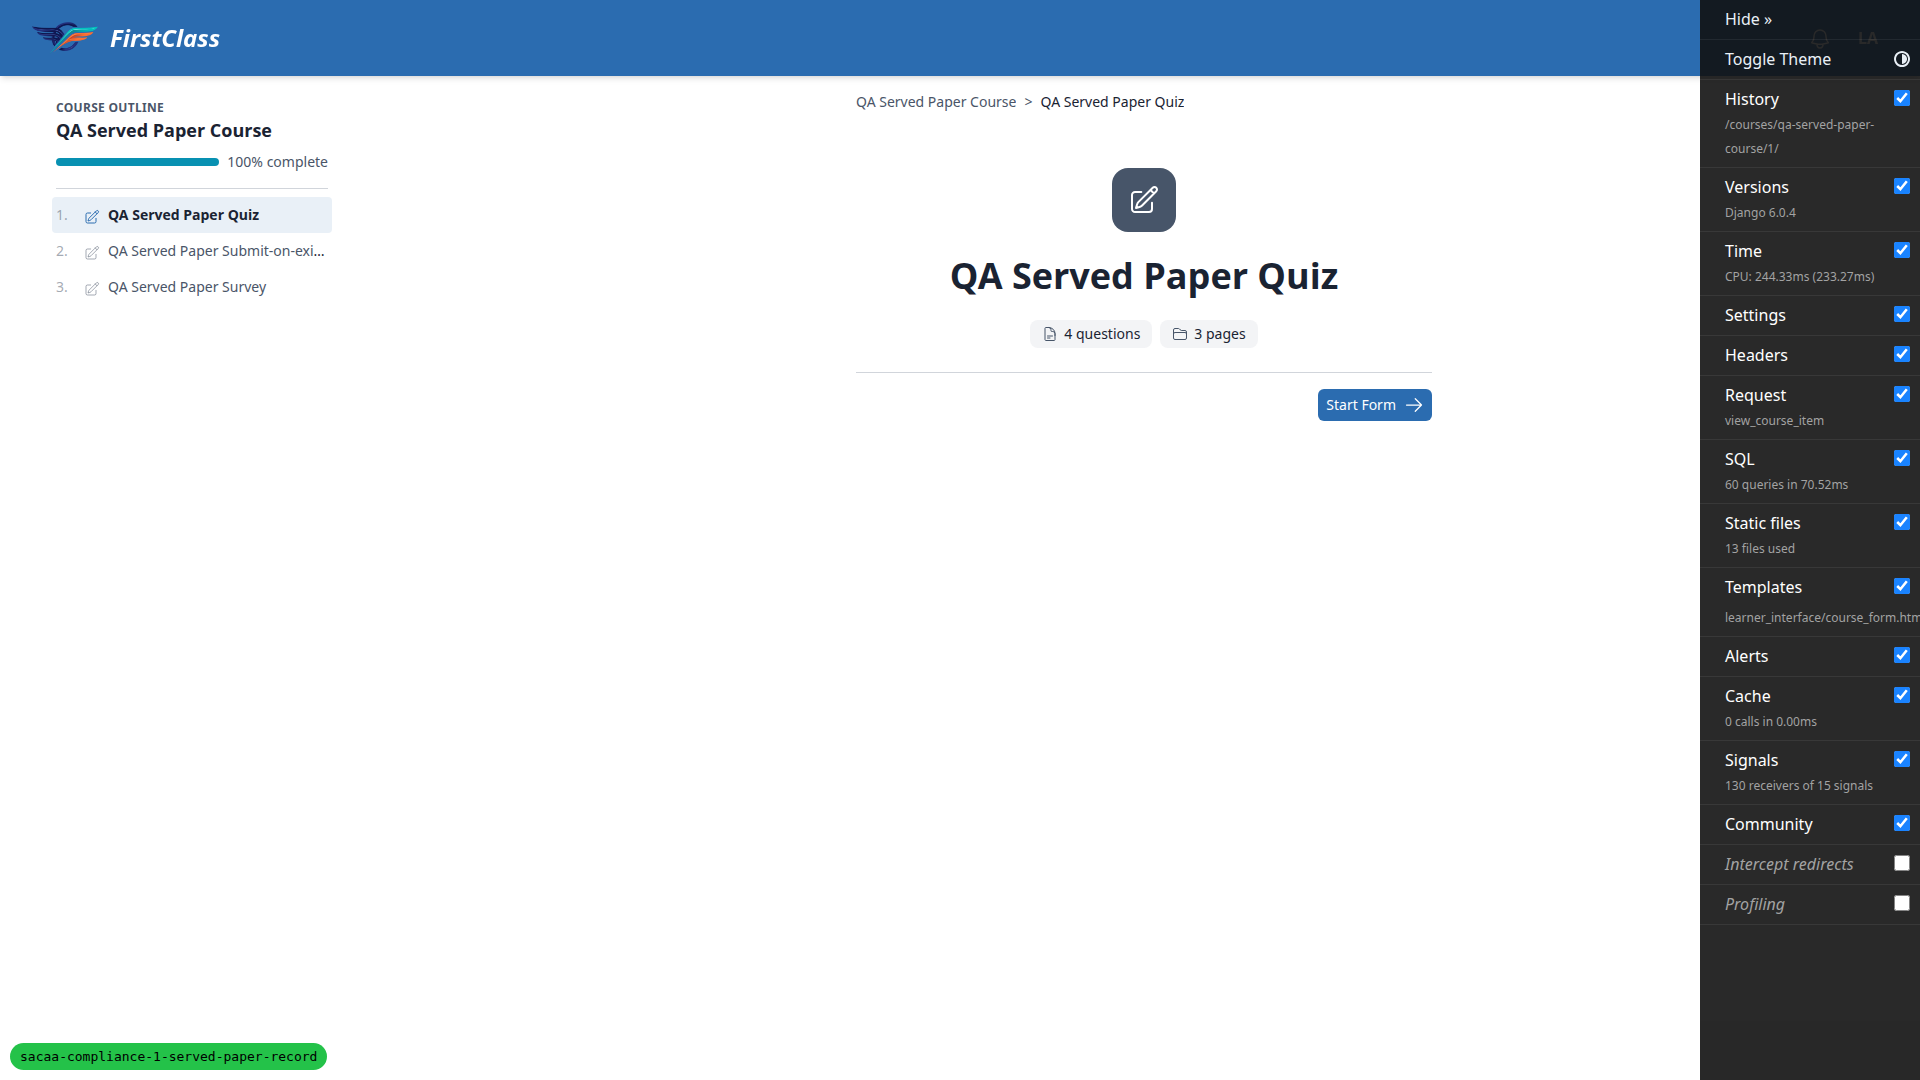 FirstClass
COURSE OUTLINE
QA Served Paper Course
100% complete
1. QA Served Paper Quiz
2. QA Served Paper Submit-on-exi...
3. QA Served Paper Survey
QA Served Paper Course > QA Served Paper Quiz
QA Served Paper Quiz
4 questions 3 pages
Start Form
Hide »
LA
Toggle Theme
History
/courses/qa-served-paper-
course/1/
Versions
Django 6.0.4
Time
CPU: 244.33ms (233.27ms)
Settings
Headers
Request
view_course_item
SQL
60 queries in 70.52ms
Static files
13 files used
Templates
learner_interface/course_form.htm
Alerts
Cache
0 calls in 0.00ms
Signals
130 receivers of 15 signals
Community
Intercept redirects
Profiling
sacaa-compliance-1-served-paper-record